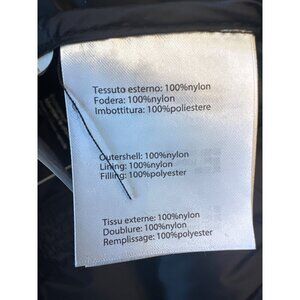 Tessuto esterno: 100%nylon
Fodera: 100%nylon
Imbottitura: 100%poliestere
Outershell: 100%nylon
Lining: 100%nylon
Filling: 100%polyester
Tissu externe: 100%nylon
Doublure: 100%nylon
Remplissage: 100%polyester